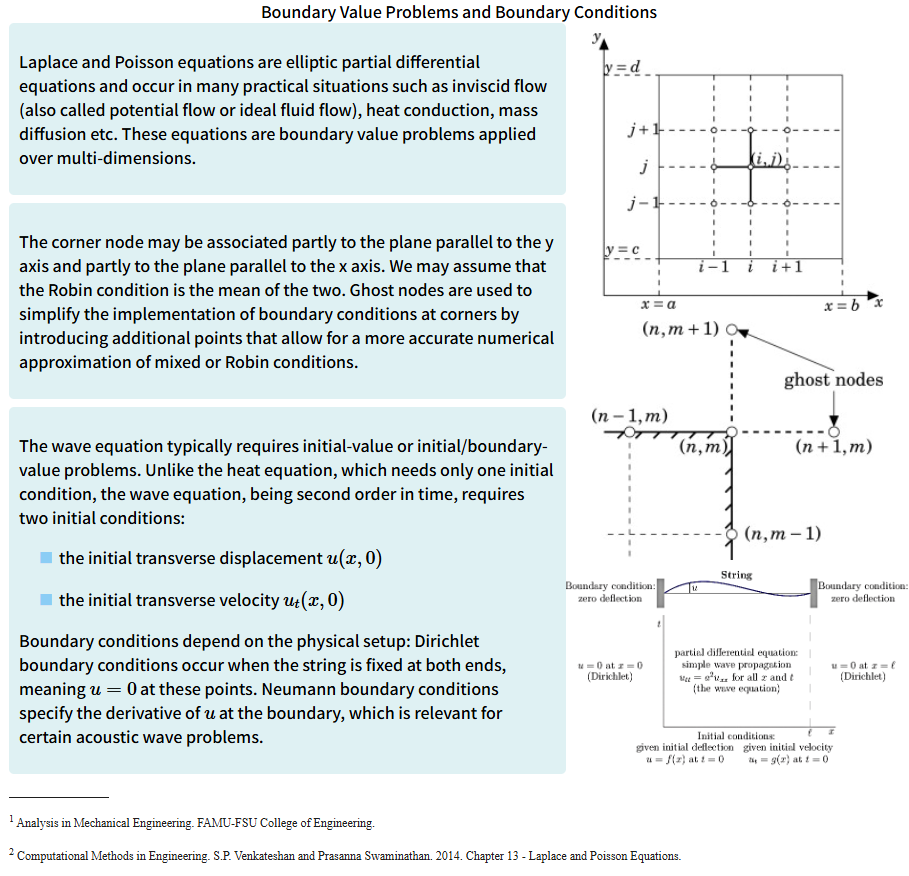 Boundary Value Problems and Boundary Conditions
Laplace and Poisson equations are elliptic partial differential
equations and occur in many practical situations such as inviscid flow
(also called potential flow or ideal fluid flow), heat conduction, mass
diffusion etc. These equations are boundary value problems applied
over multi-dimensions.
The corner node may be associated partly to the plane parallel to the y
axis and partly to the plane parallel to the x axis. We may assume that
the Robin condition is the mean of the two. Ghost nodes are used to
simplify the implementation of boundary conditions at corners by
introducing additional points that allow for a more accurate numerical
approximation of mixed or Robin conditions.
The wave equation typically requires initial-value or initial/boundary-
value problems. Unlike the heat equation, which needs only one initial
condition, the wave equation, being second order in time, requires
two initial conditions:
the initial transverse displacement u(x, 0)
the initial transverse velocity uₜ(x, 0)
Boundary conditions depend on the physical setup: Dirichlet
boundary conditions occur when the string is fixed at both ends,
meaning u = 0 at these points. Neumann boundary conditions
specify the derivative of u at the boundary, which is relevant for
certain acoustic wave problems.
y
y = d
j + 1
(i, j)
j
j − 1
y = c
i − 1 i i + 1
x = a x = b x
(n, m + 1)
ghost nodes
(n − 1, m)
(n, m) (n + 1, m)
(n, m − 1)
String
Boundary condition: u Boundary condition:
zero deflection zero deflection
t
partial differential equation:
u = 0 at x = 0 simple wave propagation u = 0 at x = ℓ
(Dirichlet) uₜₜ = a²uₓₓ for all x and t (Dirichlet)
(the wave equation)
ℓ x
Initial conditions:
given initial deflection given initial velocity
u = f(x) at t = 0 uₜ = g(x) at t = 0
1 Analysis in Mechanical Engineering. FAMU-FSU College of Engineering.
2 Computational Methods in Engineering. S.P. Venkateshan and Prasanna Swaminathan. 2014. Chapter 13 - Laplace and Poisson Equations.